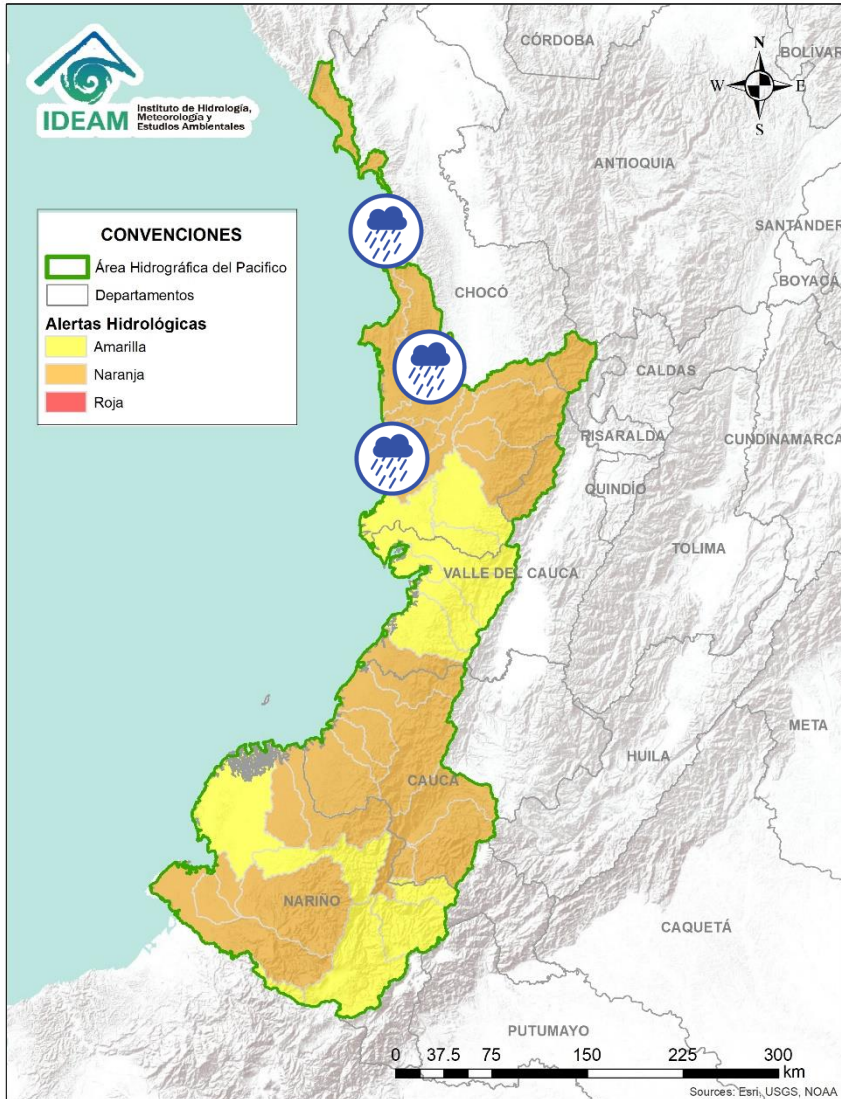 IDEAM
Instituto de Hidrología,
Meteorología y
Estudios Ambientales
CÓRDOBA
BOLÍVAR
N
W
E
S
ANTIOQUIA
SANTANDER
BOYACÁ
CONVENCIONES
Área Hidrográfica del Pacifico
Departamentos
Alertas Hidrológicas
Amarilla
Naranja
Roja
CHOCÓ
CALDAS
RISARALDA
CUNDINAMARCA
QUINDÍO
TOLIMA
VALLE DEL CAUCA
META
HUILA
CAUCA
NARIÑO
CAQUETÁ
PUTUMAYO
0 37.5 75 150 225 300
km
Sources: Esri, USGS, NOAA